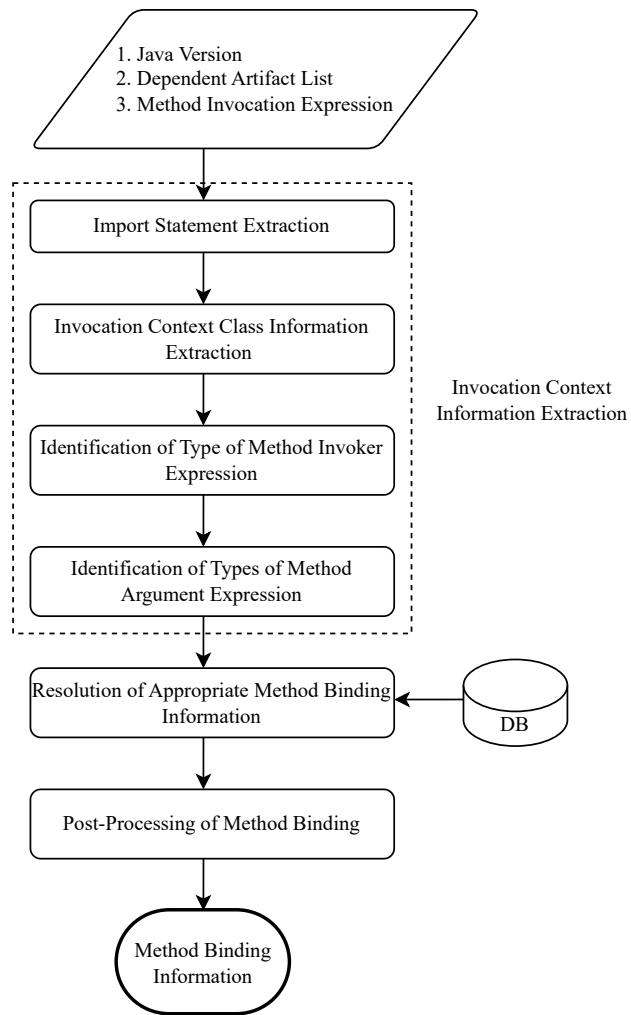 1. Java Version
2. Dependent Artifact List
3. Method Invocation Expression
Import Statement Extraction
Invocation Context Class Information
Extraction
Invocation Context
Information Extraction
Identification of Type of Method Invoker
Expression
Identification of Types of Method
Argument Expression
Resolution of Appropriate Method Binding
Information
DB
Post-Processing of Method Binding
Method Binding
Information